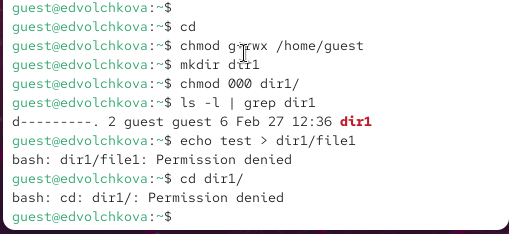 guest@edvolchkova:~$
guest@edvolchkova:~$ cd
guest@edvolchkova:~$ chmod g+rwx /home/guest
guest@edvolchkova:~$ mkdir dir1
guest@edvolchkova:~$ chmod 000 dir1/
guest@edvolchkova:~$ ls -l | grep dir1
d---------. 2 guest guest 6 Feb 27 12:36 dir1
guest@edvolchkova:~$ echo test > dir1/file1
bash: dir1/file1: Permission denied
guest@edvolchkova:~$ cd dir1/
bash: cd: dir1/: Permission denied
guest@edvolchkova:~$